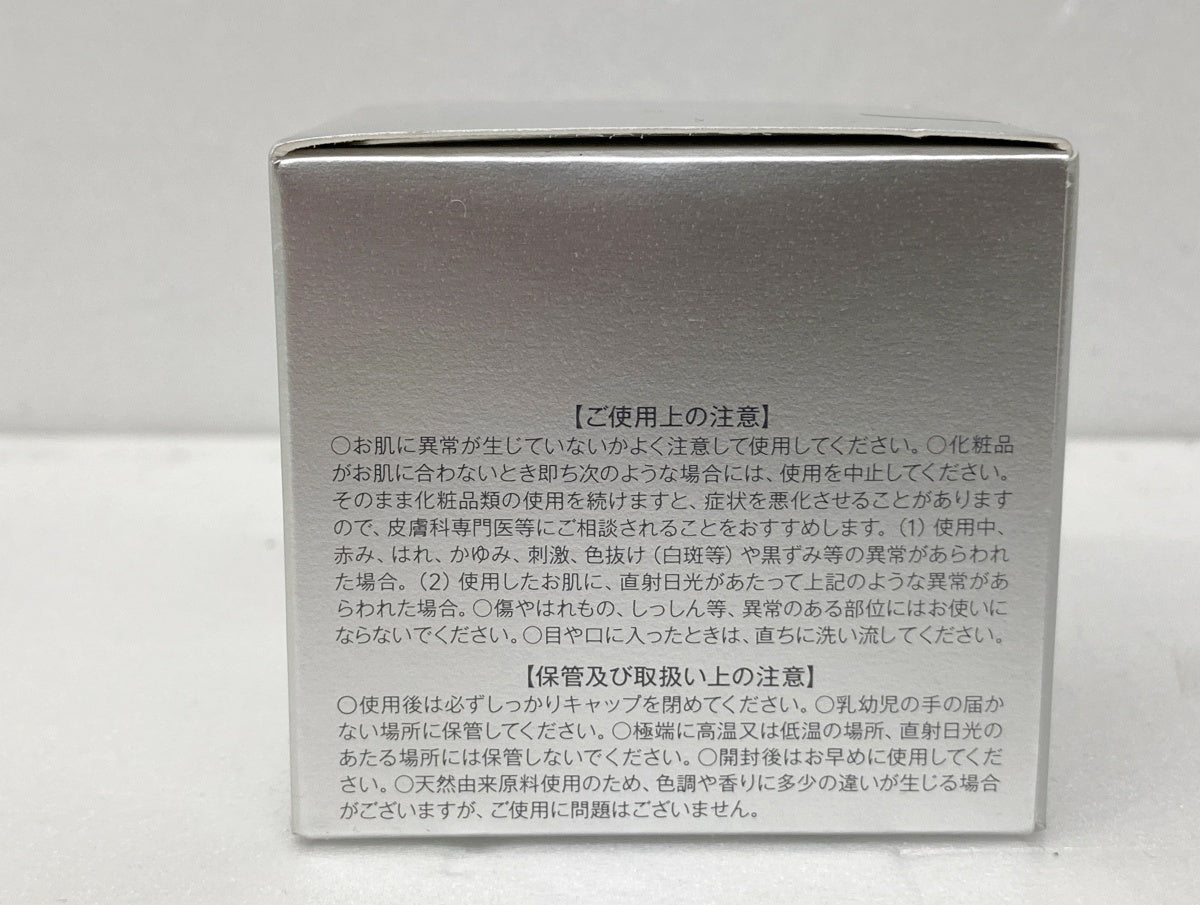 【ご使用上の注意】
○お肌に異常が生じていないかよく注意して使用してください。○化粧品
がお肌に合わないとき即ち次のような場合には、使用を中止してください。
そのまま化粧品類の使用を続けますと、症状を悪化させることがあります
ので、皮膚科専門医等にご相談されることをおすすめします。（1）使用中、
赤み、はれ、かゆみ、刺激、色抜け（白斑等）や黒ずみ等の異常があらわれ
た場合。（2）使用したお肌に、直射日光があたって上記のような異常があ
らわれた場合。○傷やはれもの、しっしん等、異常のある部位にはお使いに
ならないでください。○目や口に入ったときは、直ちに洗い流してください。
【保管及び取扱い上の注意】
○使用後は必ずしっかりキャップを閉めてください。○乳幼児の手の届か
ない場所に保管してください。○極端に高温又は低温の場所、直射日光の
あたる場所には保管しないでください。○開封後はお早めに使用してくだ
さい。○天然由来原料使用のため、色調や香りに多少の違いが生じる場合
がございますが、ご使用に問題はございません。